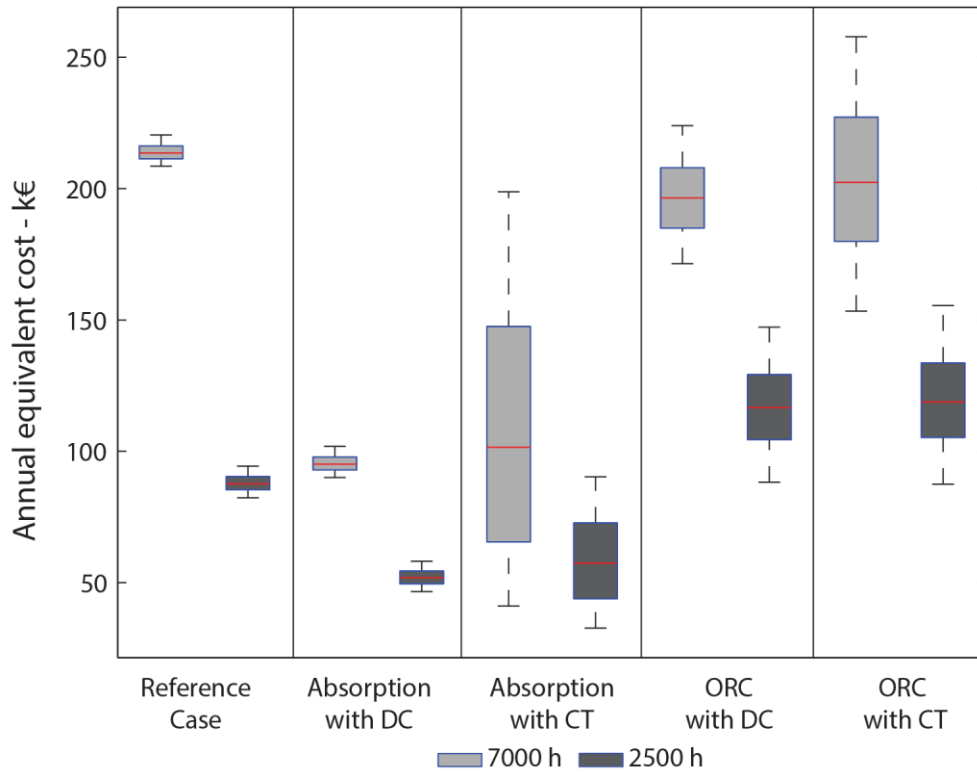 Annual equivalent cost - k€
250
200
150
100
50
Reference
Case
Absorption
with DC
Absorption
with CT
ORC
with DC
ORC
with CT
7000 h
2500 h